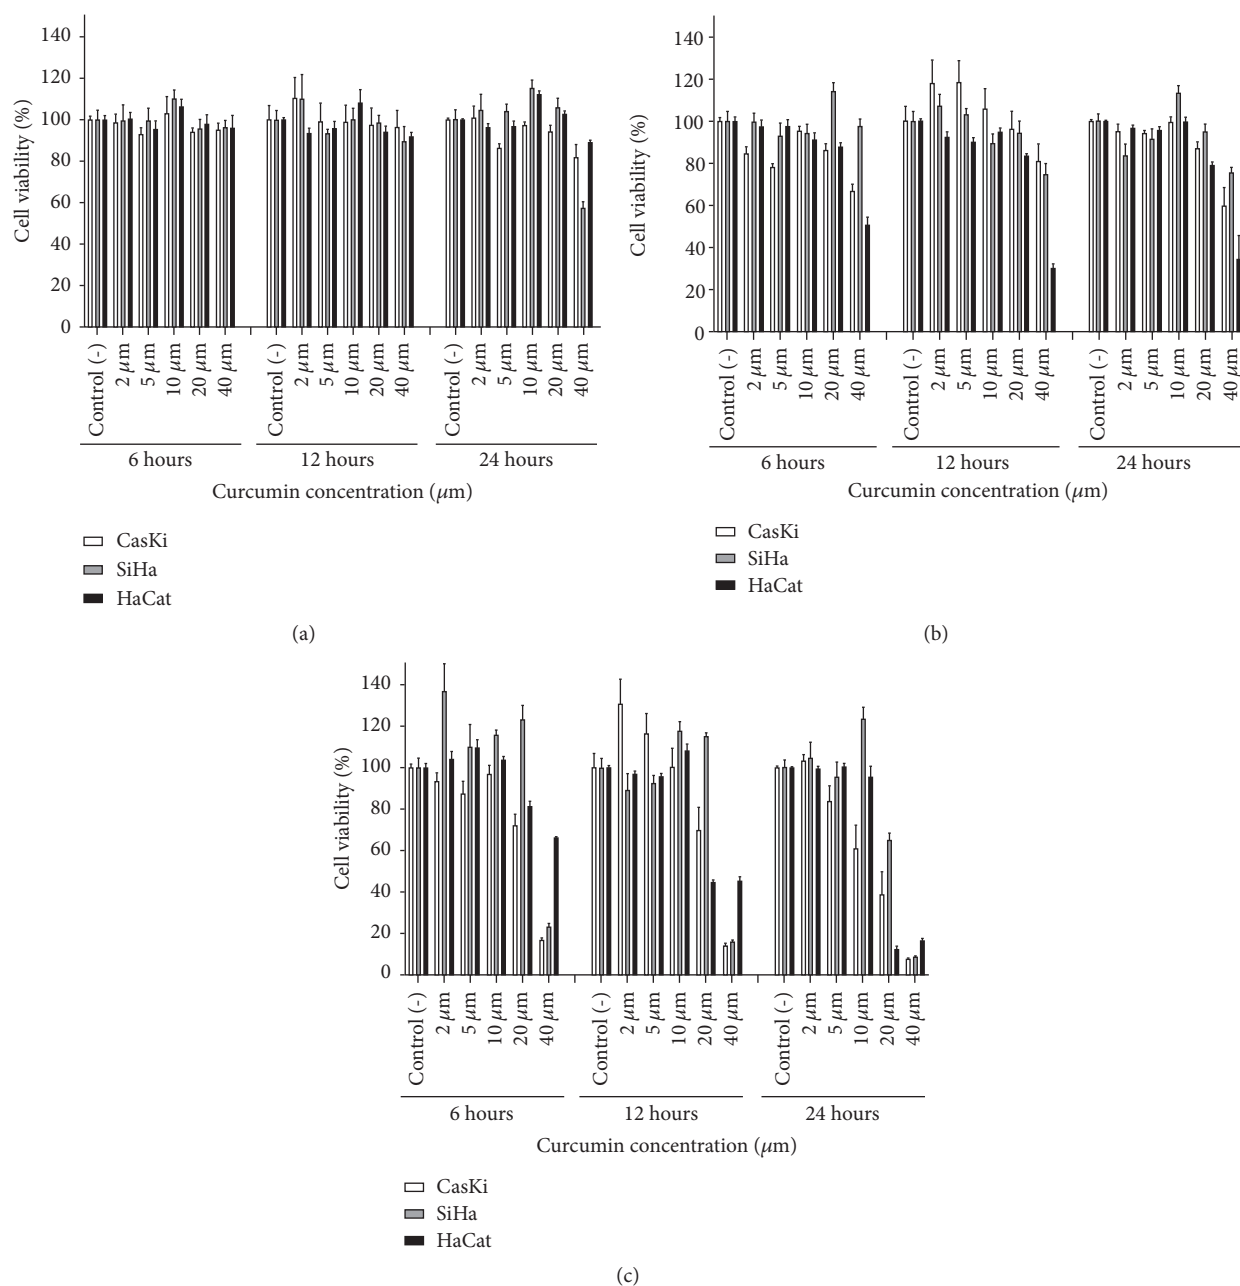 140
120
100
80
60
40
20
0
Cell viability (%)
Control (-)
2 µm
5 µm
10 µm
20 µm
40 µm
Control (-)
2 µm
5 µm
10 µm
20 µm
40 µm
Control (-)
2 µm
5 µm
10 µm
20 µm
40 µm
6 hours
12 hours
24 hours
Curcumin concentration (µm)
CasKi
SiHa
HaCat
(a)
140
120
100
80
60
40
20
0
Cell viability (%)
Control (-)
2 µm
5 µm
10 µm
20 µm
40 µm
Control (-)
2 µm
5 µm
10 µm
20 µm
40 µm
Control (-)
2 µm
5 µm
10 µm
20 µm
40 µm
6 hours
12 hours
24 hours
Curcumin concentration (µm)
CasKi
SiHa
HaCat
(b)
140
120
100
80
60
40
20
0
Cell viability (%)
Control (-)
2 µm
5 µm
10 µm
20 µm
40 µm
Control (-)
2 µm
5 µm
10 µm
20 µm
40 µm
Control (-)
2 µm
5 µm
10 µm
20 µm
40 µm
6 hours
12 hours
24 hours
Curcumin concentration (µm)
CasKi
SiHa
HaCat
(c)